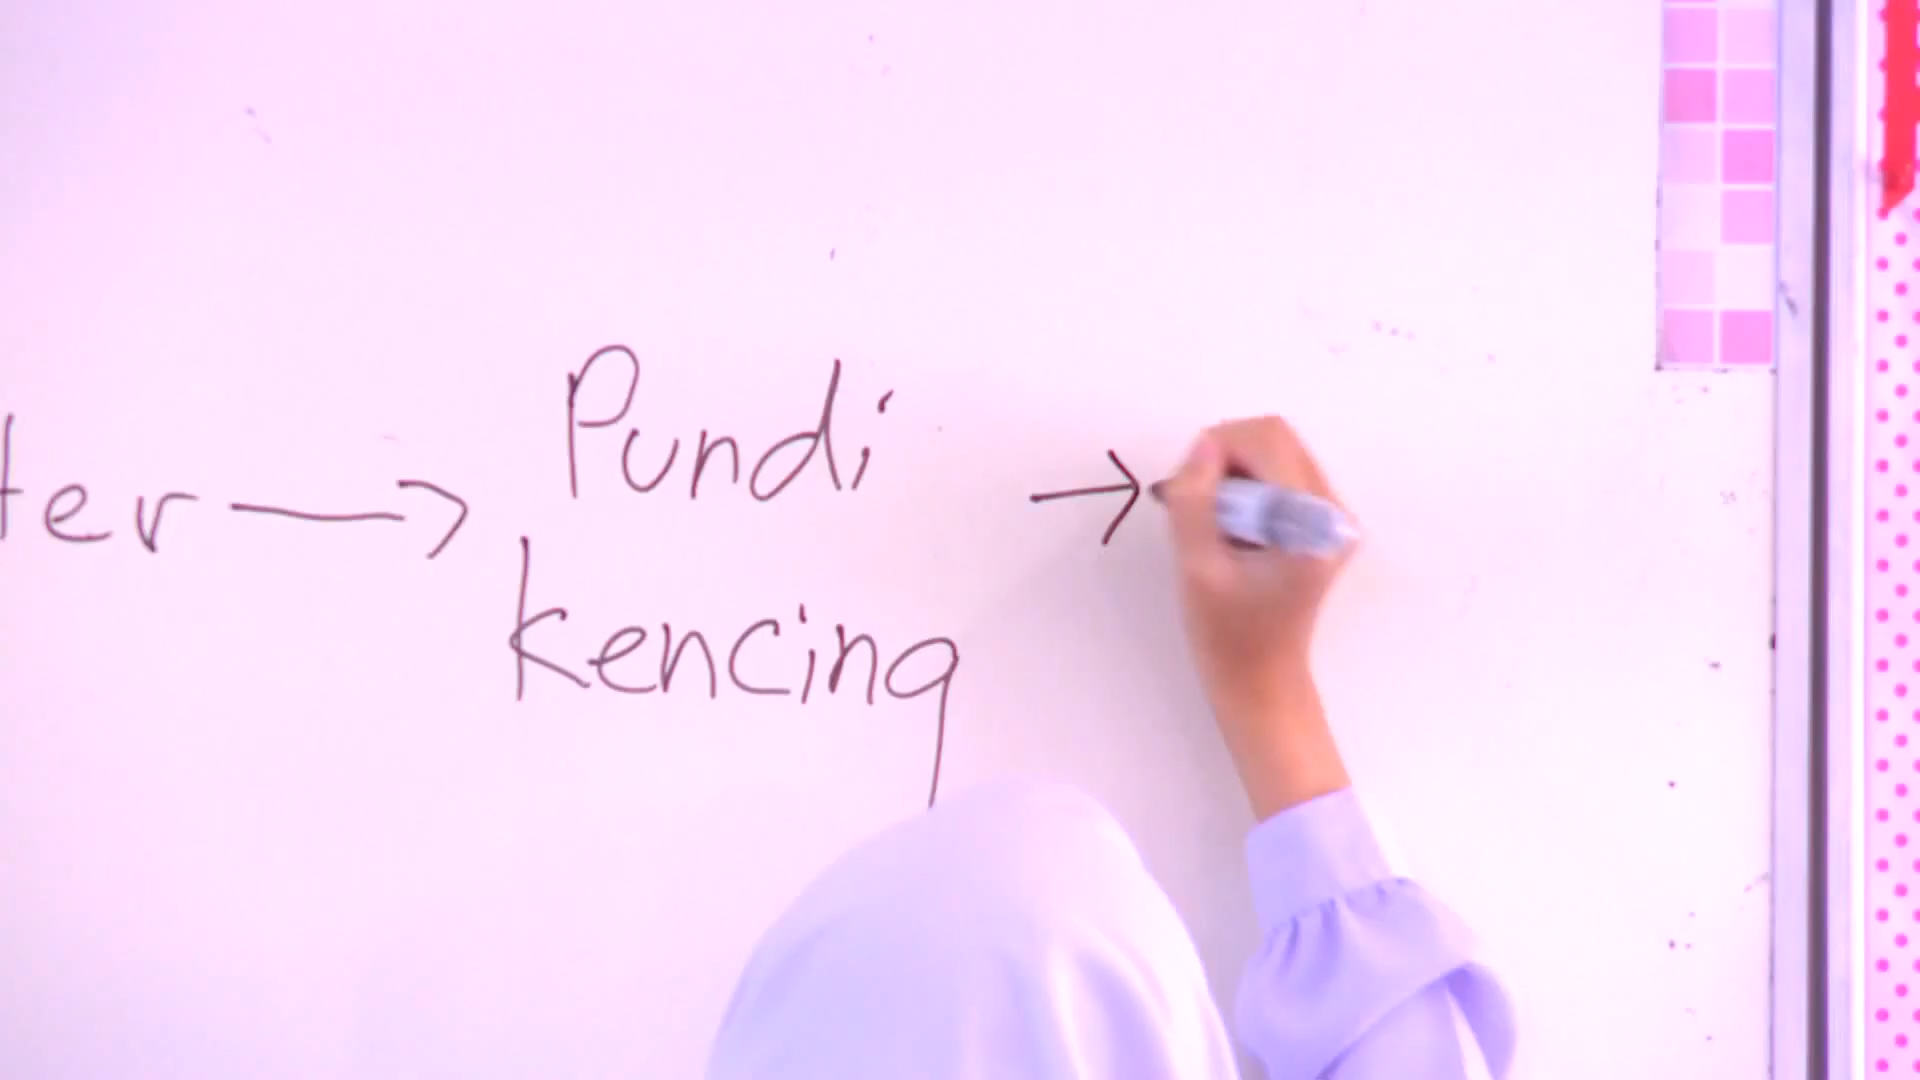 ter → Pundi →
kencing